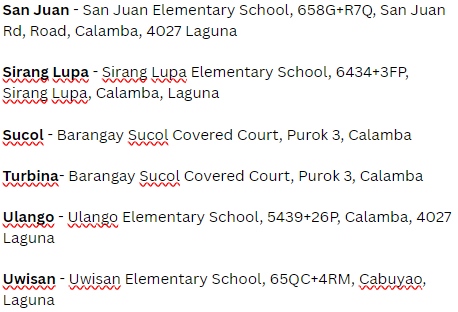 San Juan - San Juan Elementary School, 658G+R7Q, San Juan
Rd, Road, Calamba, 4027 Laguna
Sirang Lupa - Sirang Lupa Elementary School, 6434+3FP,
Sirang Lupa, Calamba, Laguna
Sucol - Barangay Sucol Covered Court, Purok 3, Calamba
Turbina- Barangay Sucol Covered Court, Purok 3, Calamba
Ulango - Ulango Elementary School, 5439+26P, Calamba, 4027
Laguna
Uwisan - Uwisan Elementary School, 65QC+4RM, Cabuyao,
Laguna